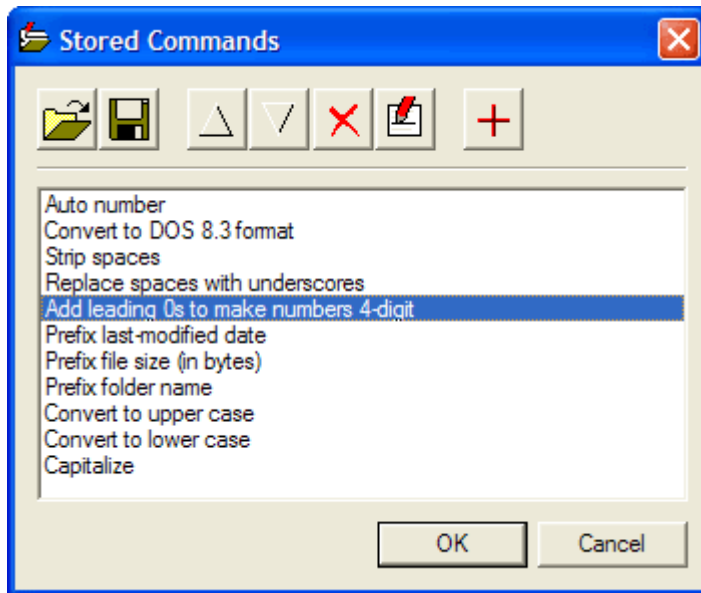 Stored Commands
Auto number
Convert to DOS 8.3 format
Strip spaces
Replace spaces with underscores
Add leading 0s to make numbers 4-digit
Prefix last-modified date
Prefix file size (in bytes)
Prefix folder name
Convert to upper case
Convert to lower case
Capitalize
OK
Cancel